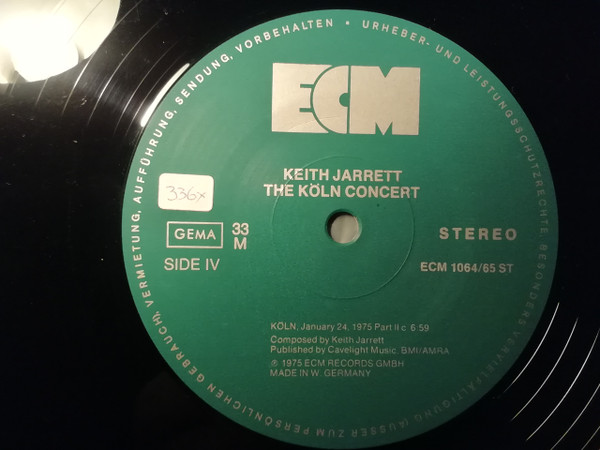 URHEBER- UND LEISTUNGSSCHUTZRECHTE, BESONDERS VERVIELFÄLTIGUNG (AUSSER ZUM PERSÖNLICHEN GEBRAUCH), VERMIETUNG, AUFFÜHRUNG, SENDUNG, VORBEHALTEN •
ECM
KEITH JARRETT
THE KÖLN CONCERT
336x
GEMA 33 M STEREO
SIDE IV ECM 1064/65 ST
KÖLN, January 24, 1975 Part II c 6:59
Composed by Keith Jarrett
Published by Cavelight Music, BMI/AMRA
℗ 1975 ECM RECORDS GMBH
MADE IN W. GERMANY